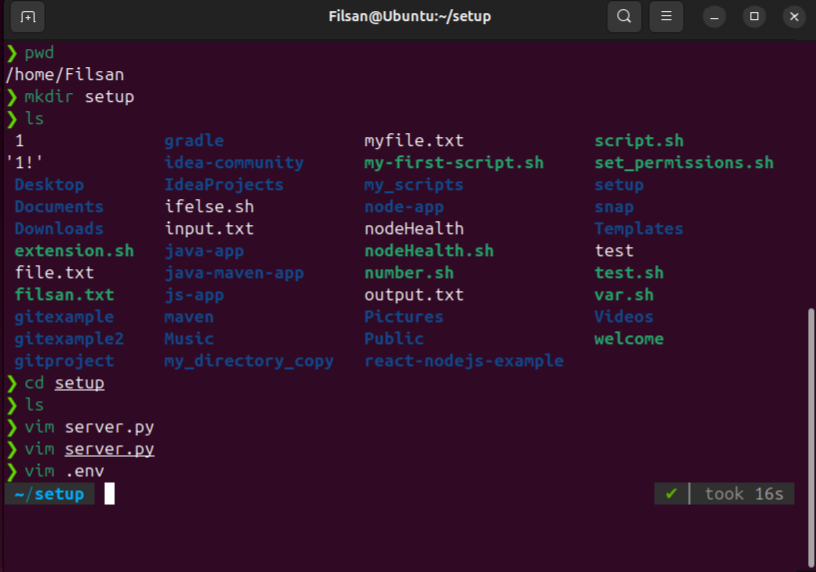 Filsan@Ubuntu:~/setup
❯ pwd
/home/Filsan
❯ mkdir setup
❯ ls
1 gradle myfile.txt script.sh
'1!' idea-community my-first-script.sh set_permissions.sh
Desktop IdeaProjects my_scripts setup
Documents ifelse.sh node-app snap
Downloads input.txt nodeHealth Templates
extension.sh java-app nodeHealth.sh test
file.txt java-maven-app number.sh test.sh
filsan.txt js-app output.txt var.sh
gitexample maven Pictures Videos
gitexample2 Music Public welcome
gitproject my_directory_copy react-nodejs-example
❯ cd setup
❯ ls
❯ vim server.py
❯ vim server.py
❯ vim .env
~/setup ✔ | took 16s